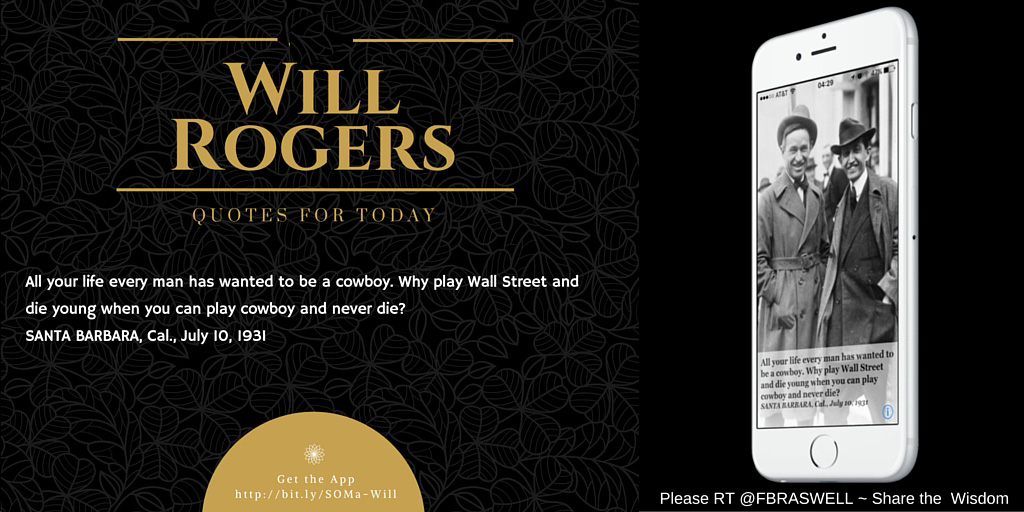 WILL
ROGERS
QUOTES FOR TODAY
All your life every man has wanted to be a cowboy. Why play Wall Street and
die young when you can play cowboy and never die?
SANTA BARBARA, Cal., July 10, 1931
Get the App
http://bit.ly/SOMa-Will
AT&T 04:29 47%
All your life every man has wanted to
be a cowboy. Why play Wall Street
and die young when you can play
cowboy and never die?
SANTA BARBARA, Cal., July 10, 1931
Please RT @FBRASWELL ~ Share the Wisdom